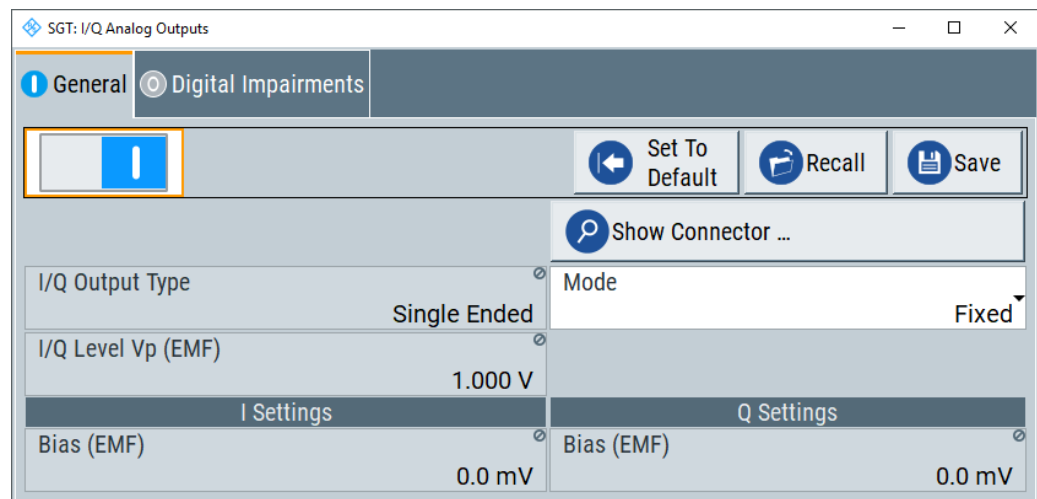 SGT: I/Q Analog Outputs
General
Digital Impairments
Set To
Default
Recall
Save
Show Connector ...
I/Q Output Type
Single Ended
Mode
Fixed
I/Q Level Vp (EMF)
1.000 V
I Settings
Q Settings
Bias (EMF)
0.0 mV
Bias (EMF)
0.0 mV